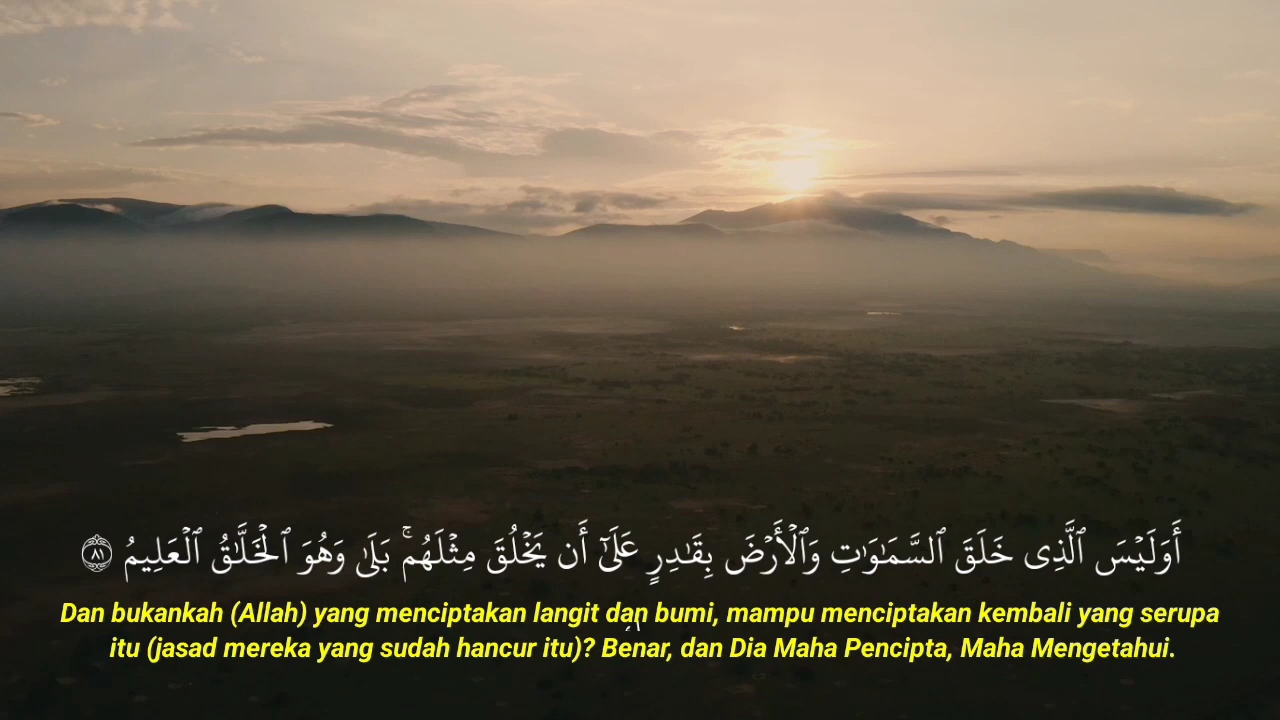 أَوَلَيْسَ ٱلَّذِى خَلَقَ ٱلسَّمَـٰوَٰتِ وَٱلْأَرْضَ بِقَـٰدِرٍ عَلَىٰٓ أَن يَخْلُقَ مِثْلَهُم ۚ بَلَىٰ وَهُوَ ٱلْخَلَّـٰقُ ٱلْعَلِيمُ ٨١
Dan bukankah (Allah) yang menciptakan langit dan bumi, mampu menciptakan kembali yang serupa
itu (jasad mereka yang sudah hancur itu)? Benar, dan Dia Maha Pencipta, Maha Mengetahui.